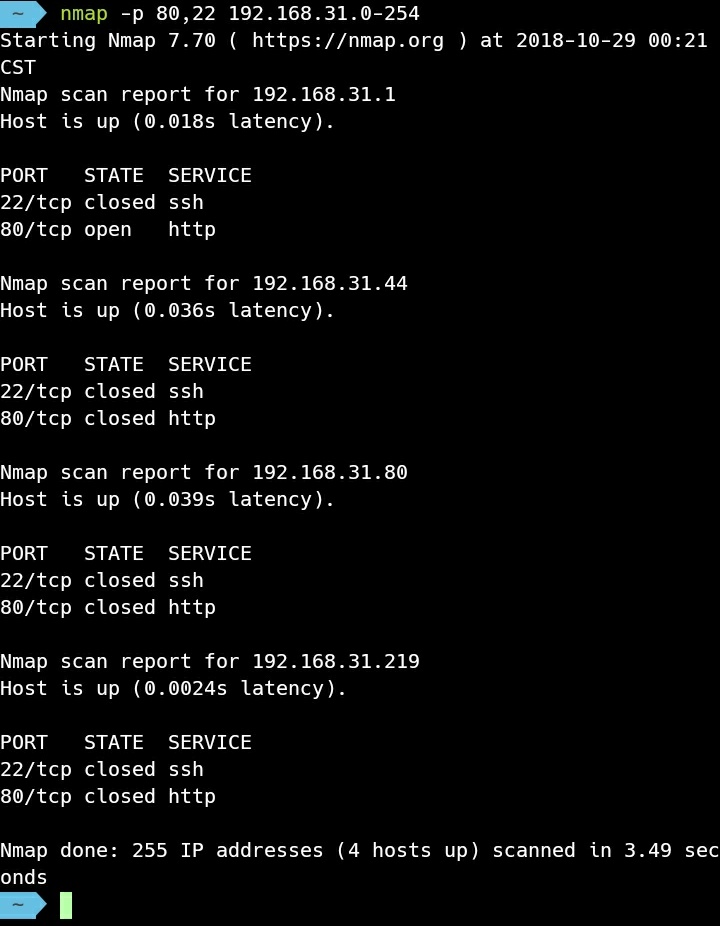 ~ nmap -p 80,22 192.168.31.0-254
Starting Nmap 7.70 ( https://nmap.org ) at 2018-10-29 00:21
CST
Nmap scan report for 192.168.31.1
Host is up (0.018s latency).
PORT   STATE  SERVICE
22/tcp closed ssh
80/tcp open   http
Nmap scan report for 192.168.31.44
Host is up (0.036s latency).
PORT   STATE  SERVICE
22/tcp closed ssh
80/tcp closed http
Nmap scan report for 192.168.31.80
Host is up (0.039s latency).
PORT   STATE  SERVICE
22/tcp closed ssh
80/tcp closed http
Nmap scan report for 192.168.31.219
Host is up (0.0024s latency).
PORT   STATE  SERVICE
22/tcp closed ssh
80/tcp closed http
Nmap done: 255 IP addresses (4 hosts up) scanned in 3.49 sec
onds
~